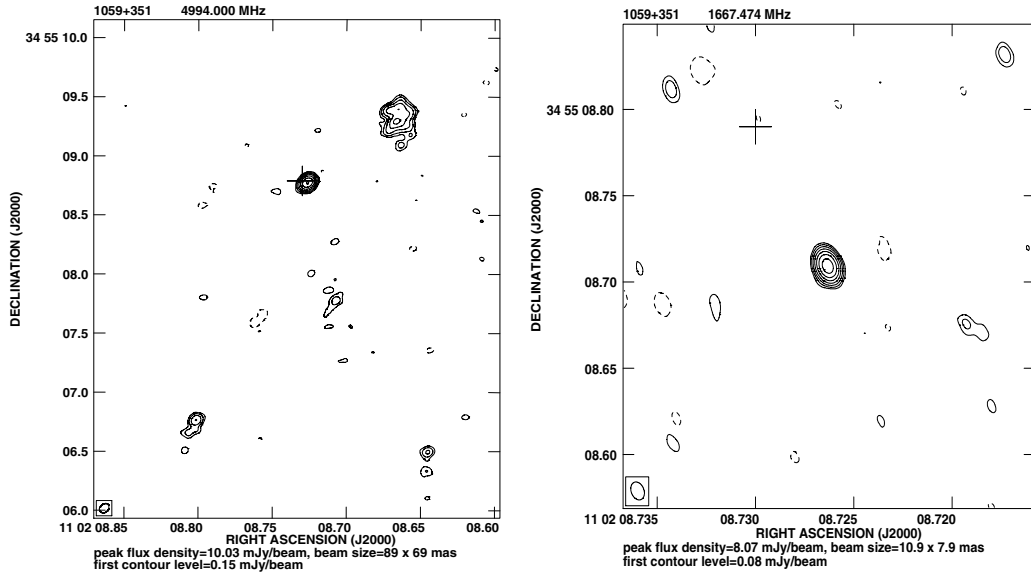 1059+351 4994.000 MHz
34 55 10.0
09.5
09.0
08.5
08.0
07.5
07.0
06.5
06.0
DECLINATION (J2000)
11 02 08.85 08.80 08.75 08.70 08.65 08.60
RIGHT ASCENSION (J2000)
peak flux density=10.03 mJy/beam, beam size=89 x 69 mas
first contour level=0.15 mJy/beam
1059+351 1667.474 MHz
34 55 08.80
08.75
08.70
08.65
08.60
DECLINATION (J2000)
11 02 08.735 08.730 08.725 08.720
RIGHT ASCENSION (J2000)
peak flux density=8.07 mJy/beam, beam size=10.9 x 7.9 mas
first contour level=0.08 mJy/beam